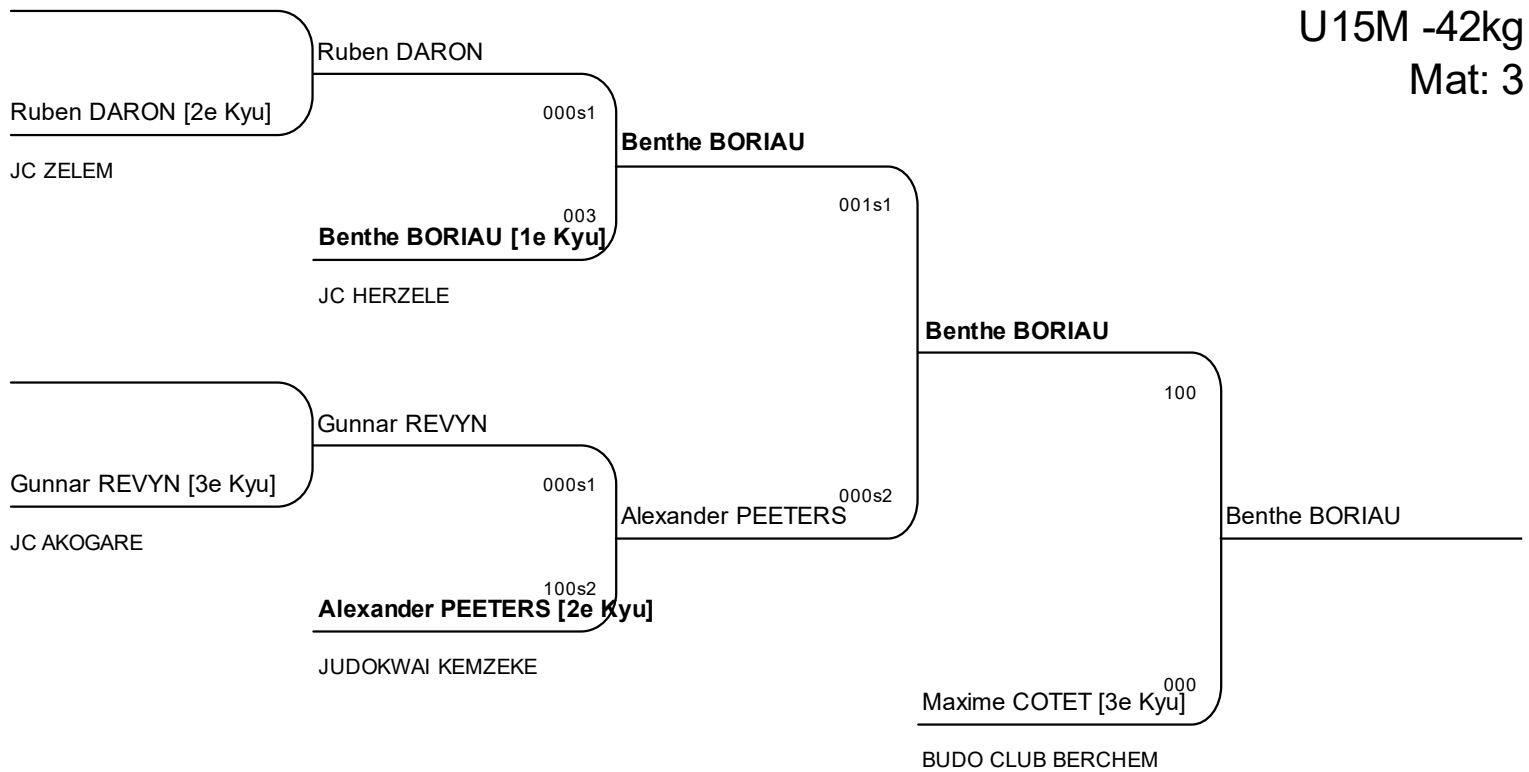 U15M -42kg
Mat: 3
Ruben DARON
Ruben DARON [2e Kyu]
000s1
Benthe BORIAU
JC ZELEM
001s1
003
Benthe BORIAU [1e Kyu]
JC HERZELE
Benthe BORIAU
100
Gunnar REVYN
Gunnar REVYN [3e Kyu]
000s1
000s2
Alexander PEETERS
Benthe BORIAU
JC AKOGARE
100s2
Alexander PEETERS [2e Kyu]
JUDOKWAI KEMZEKE
000
Maxime COTET [3e Kyu]
BUDO CLUB BERCHEM